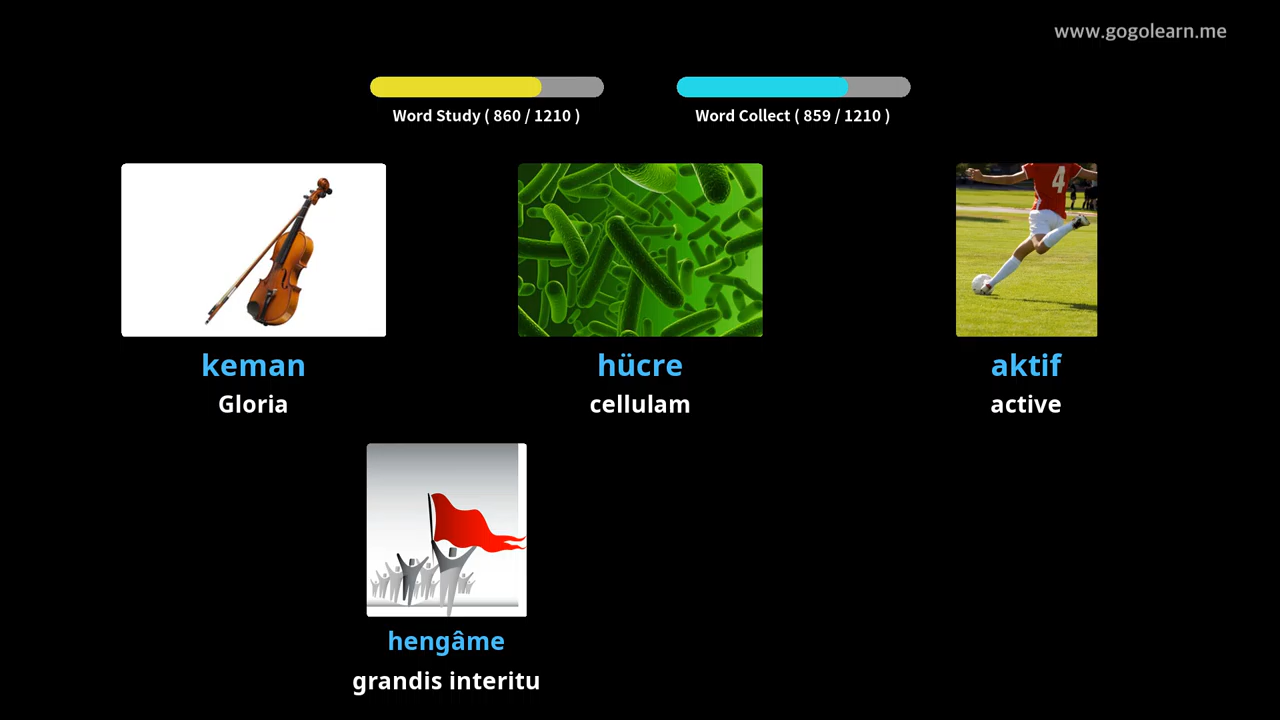 www.gogolearn.me
Word Study ( 860 / 1210 )
Word Collect ( 859 / 1210 )
4
keman
hücre
aktif
Gloria
cellulam
active
hengâme
grandis interitu